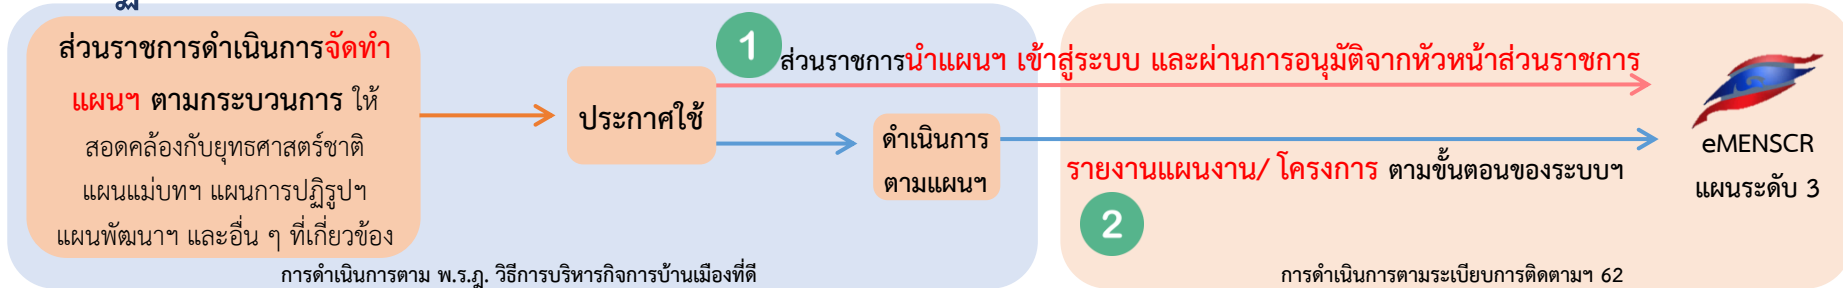 ส่วนราชการดำเนินการจัดทำ
แผนฯ ตามกระบวนการ ให้
สอดคล้องกับยุทธศาสตร์ชาติ
แผนแม่บทฯ แผนการปฏิรูปฯ
แผนพัฒนาฯ และอื่น ๆ ที่เกี่ยวข้อง
ประกาศใช้
1
ส่วนราชการนำแผนฯ เข้าสู่ระบบ และผ่านการอนุมัติจากหัวหน้าส่วนราชการ
ดำเนินการ
ตามแผนฯ
รายงานแผนงาน/ โครงการ ตามขั้นตอนของระบบฯ
2
eMENSCR
แผนระดับ 3
การดำเนินการตาม พ.ร.ฎ. วิธีการบริหารกิจการบ้านเมืองที่ดี
การดำเนินการตามระเบียบการติดตามฯ 62